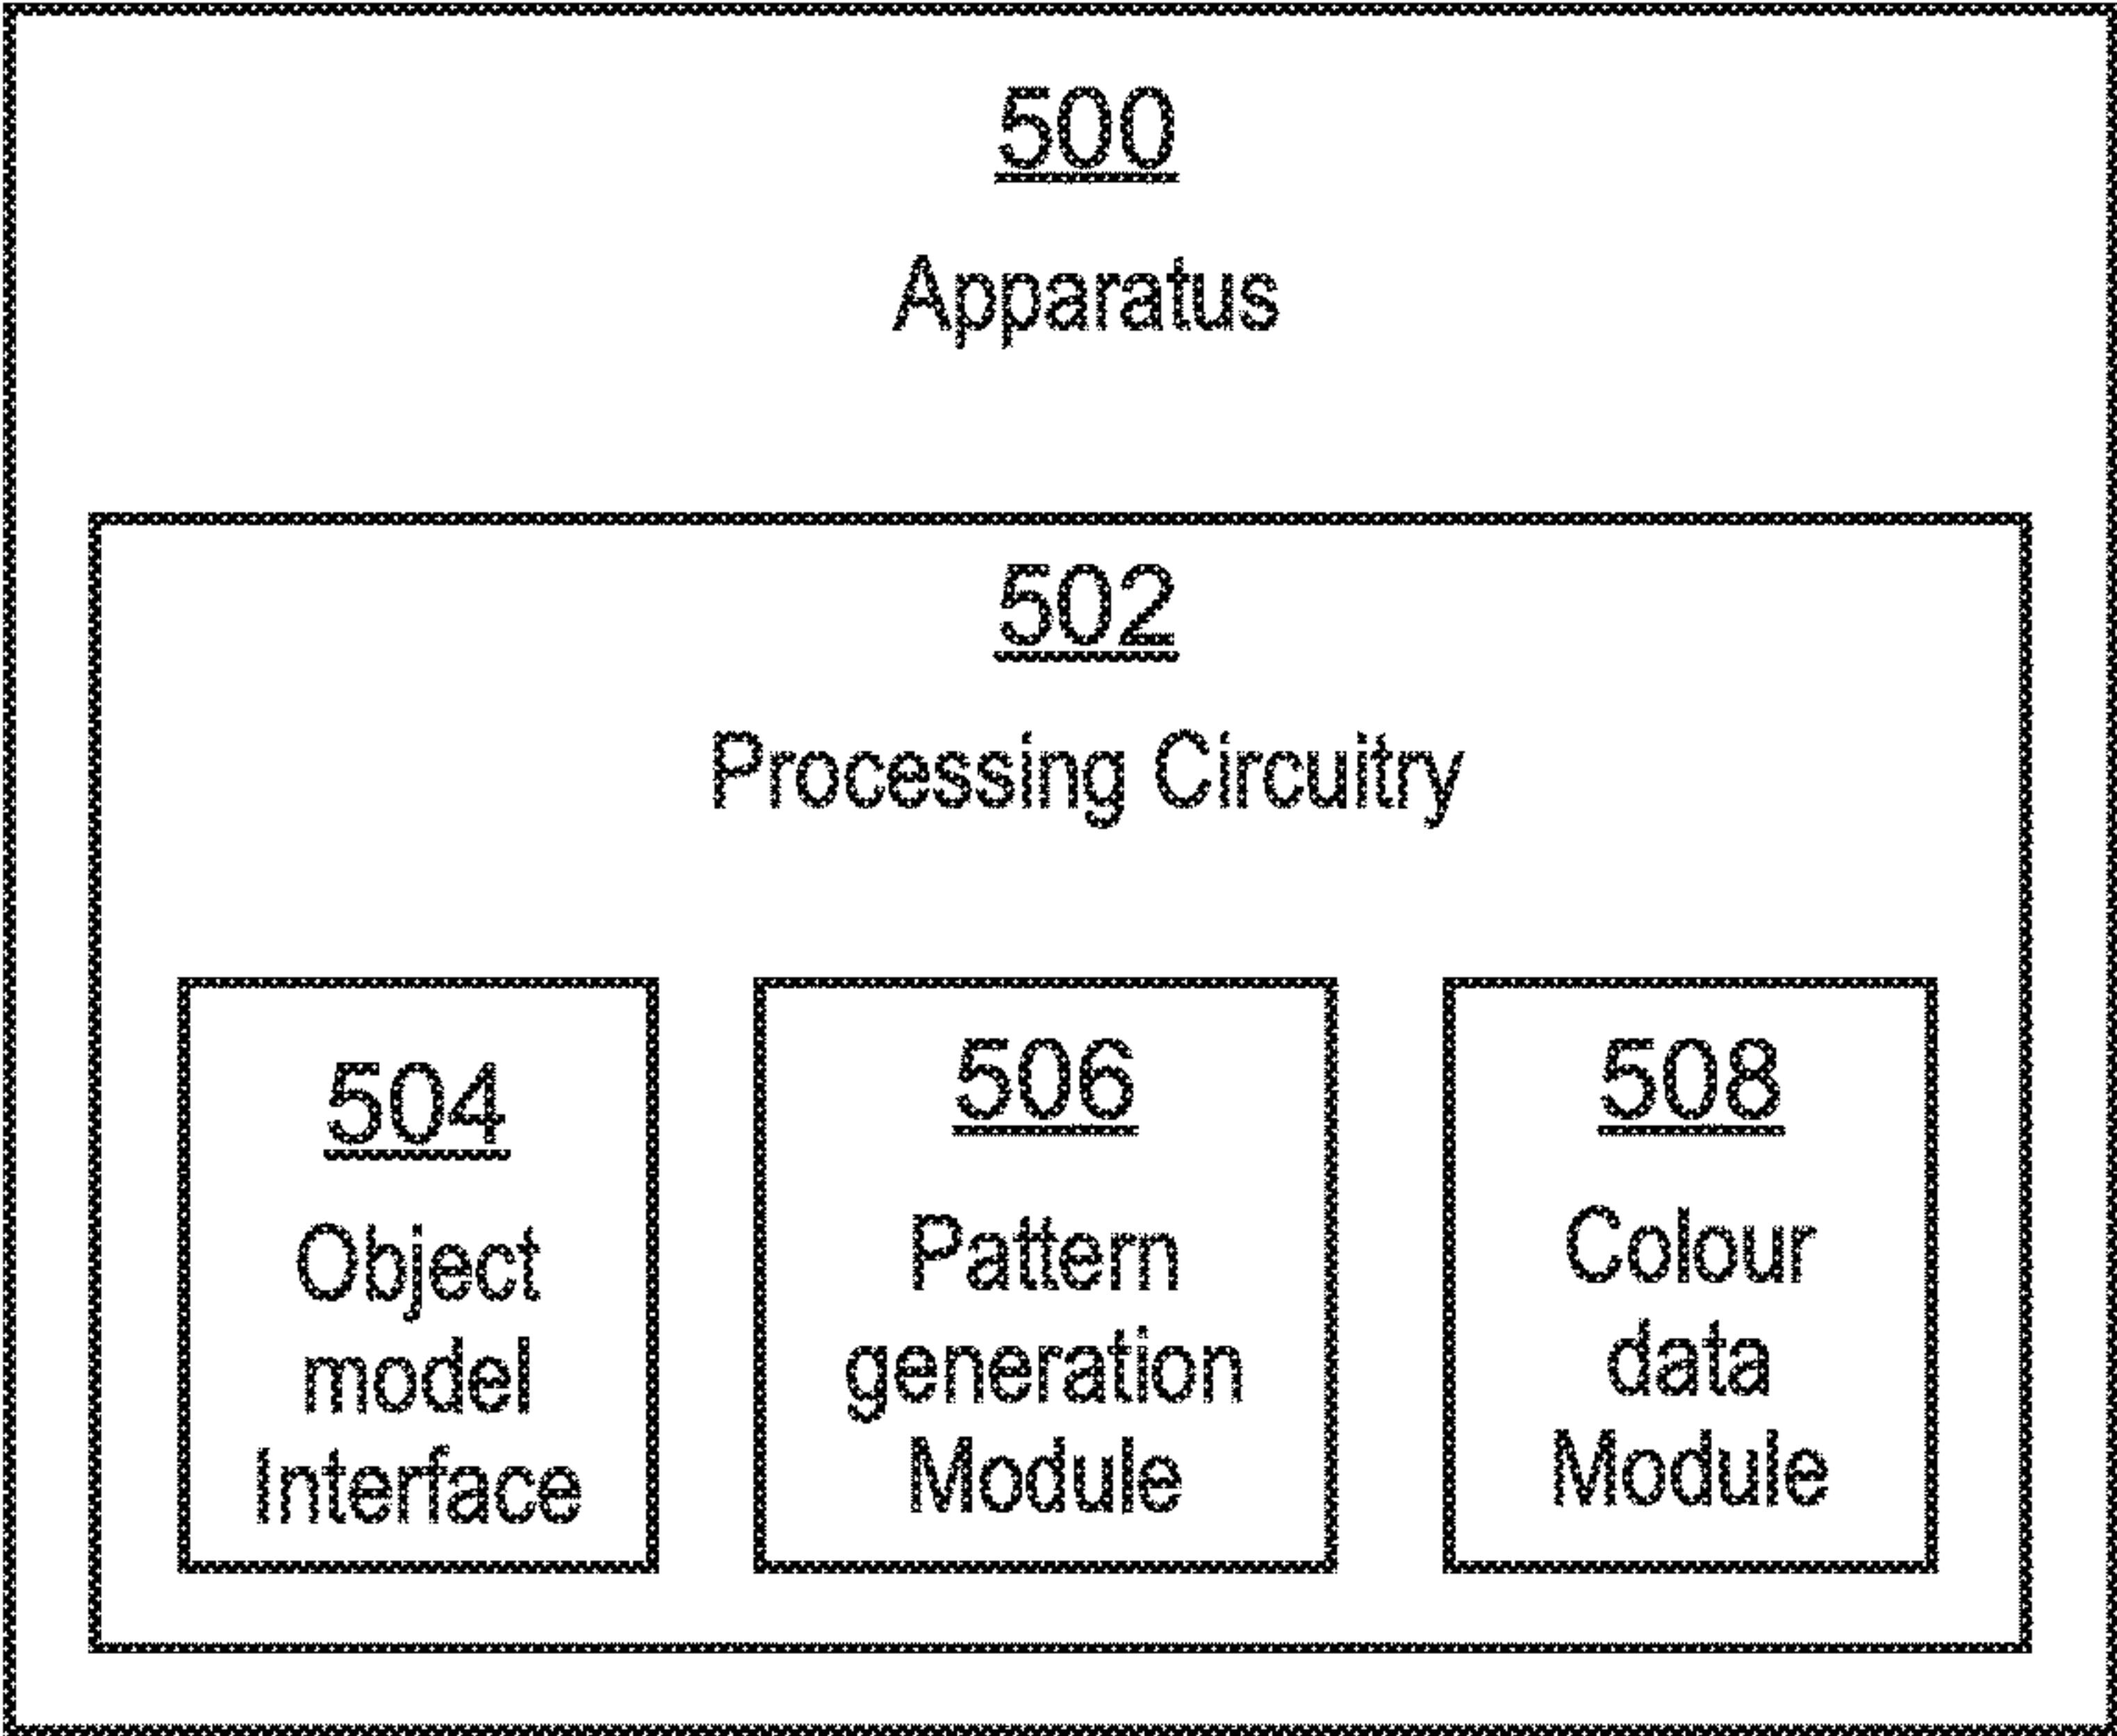 500
Apparatus
502
Processing Circuitry
504
Object
model
Interface
506
Pattern
generation
Module
508
Colour
data
Module